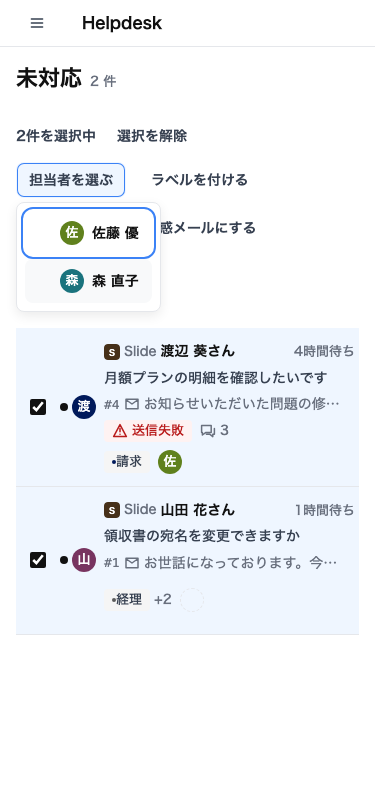 Helpdesk
未対応 2 件
2件を選択中 選択を解除
担当者を選ぶ ラベルを付ける
惑メールにする
佐 佐藤 優
森 森 直子
S Slide 渡辺 葵さん 4時間待ち
月額プランの明細を確認したいです
渡 #4 お知らせいただいた問題の修…
送信失敗 3
•請求 佐
S Slide 山田 花さん 1時間待ち
領収書の宛名を変更できますか
山 #1 お世話になっております。今…
•経理 +2